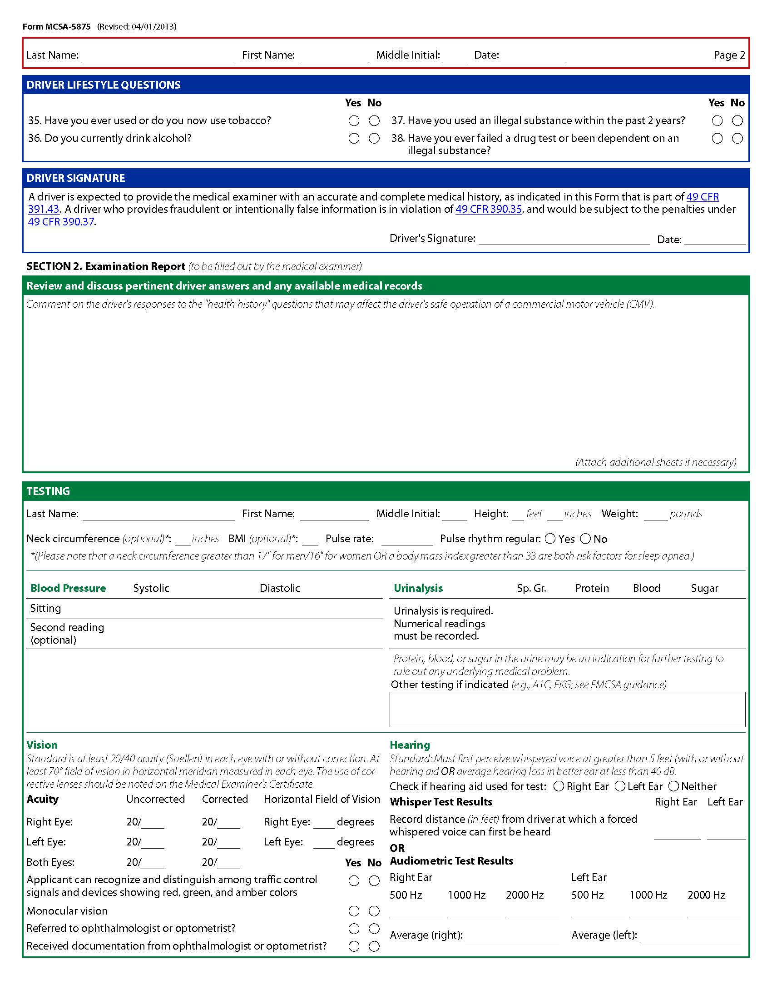 Form MCSA-5875 (Revised: 04/01/2013)
Last Name: First Name: Middle Initial: Date: Page 2
DRIVER LIFESTYLE QUESTIONS
Yes No Yes No
35. Have you ever used or do you now use tobacco? 37. Have you used an illegal substance within the past 2 years?
36. Do you currently drink alcohol? 38. Have you ever failed a drug test or been dependent on an
illegal substance?
DRIVER SIGNATURE
A driver is expected to provide the medical examiner with an accurate and complete medical history, as indicated in this Form that is part of 49 CFR
391.43. A driver who provides fraudulent or intentionally false information is in violation of 49 CFR 390.35, and would be subject to the penalties under
49 CFR 390.37.
Driver's Signature: Date:
SECTION 2. Examination Report (to be filled out by the medical examiner)
Review and discuss pertinent driver answers and any available medical records
Comment on the driver's responses to the "health history" questions that may affect the driver's safe operation of a commercial motor vehicle (CMV).
(Attach additional sheets if necessary)
TESTING
Last Name: First Name: Middle Initial: Height: feet inches Weight: pounds
Neck circumference (optional)*: inches BMI (optional)*: Pulse rate: Pulse rhythm regular: Yes No
*(Please note that a neck circumference greater than 17" for men/16" for women OR a body mass index greater than 33 are both risk factors for sleep apnea.)
Blood Pressure Systolic Diastolic
Sitting
Second reading
(optional)
Urinalysis Sp. Gr. Protein Blood Sugar
Urinalysis is required.
Numerical readings
must be recorded.
Protein, blood, or sugar in the urine may be an indication for further testing to
rule out any underlying medical problem.
Other testing if indicated (e.g., A1C, EKG; see FMCSA guidance)
Vision
Standard is at least 20/40 acuity (Snellen) in each eye with or without correction. At
least 70° field of vision in horizontal meridian measured in each eye. The use of cor-
rective lenses should be noted on the Medical Examiner's Certificate.
Acuity Uncorrected Corrected Horizontal Field of Vision
Right Eye: 20/____ 20/____ Right Eye: ____ degrees
Left Eye: 20/____ 20/____ Left Eye: ____ degrees
Both Eyes: 20/____ 20/____ Yes No
Applicant can recognize and distinguish among traffic control
signals and devices showing red, green, and amber colors
Monocular vision
Referred to ophthalmologist or optometrist?
Received documentation from ophthalmologist or optometrist?
Hearing
Standard: Must first perceive whispered voice at greater than 5 feet (with or without
hearing aid OR average hearing loss in better ear at less than 40 dB.
Check if hearing aid used for test: Right Ear Left Ear Neither
Whisper Test Results Right Ear Left Ear
Record distance (in feet) from driver at which a forced
whispered voice can first be heard
OR
Audiometric Test Results
Right Ear Left Ear
500 Hz 1000 Hz 2000 Hz 500 Hz 1000 Hz 2000 Hz
Average (right): Average (left):